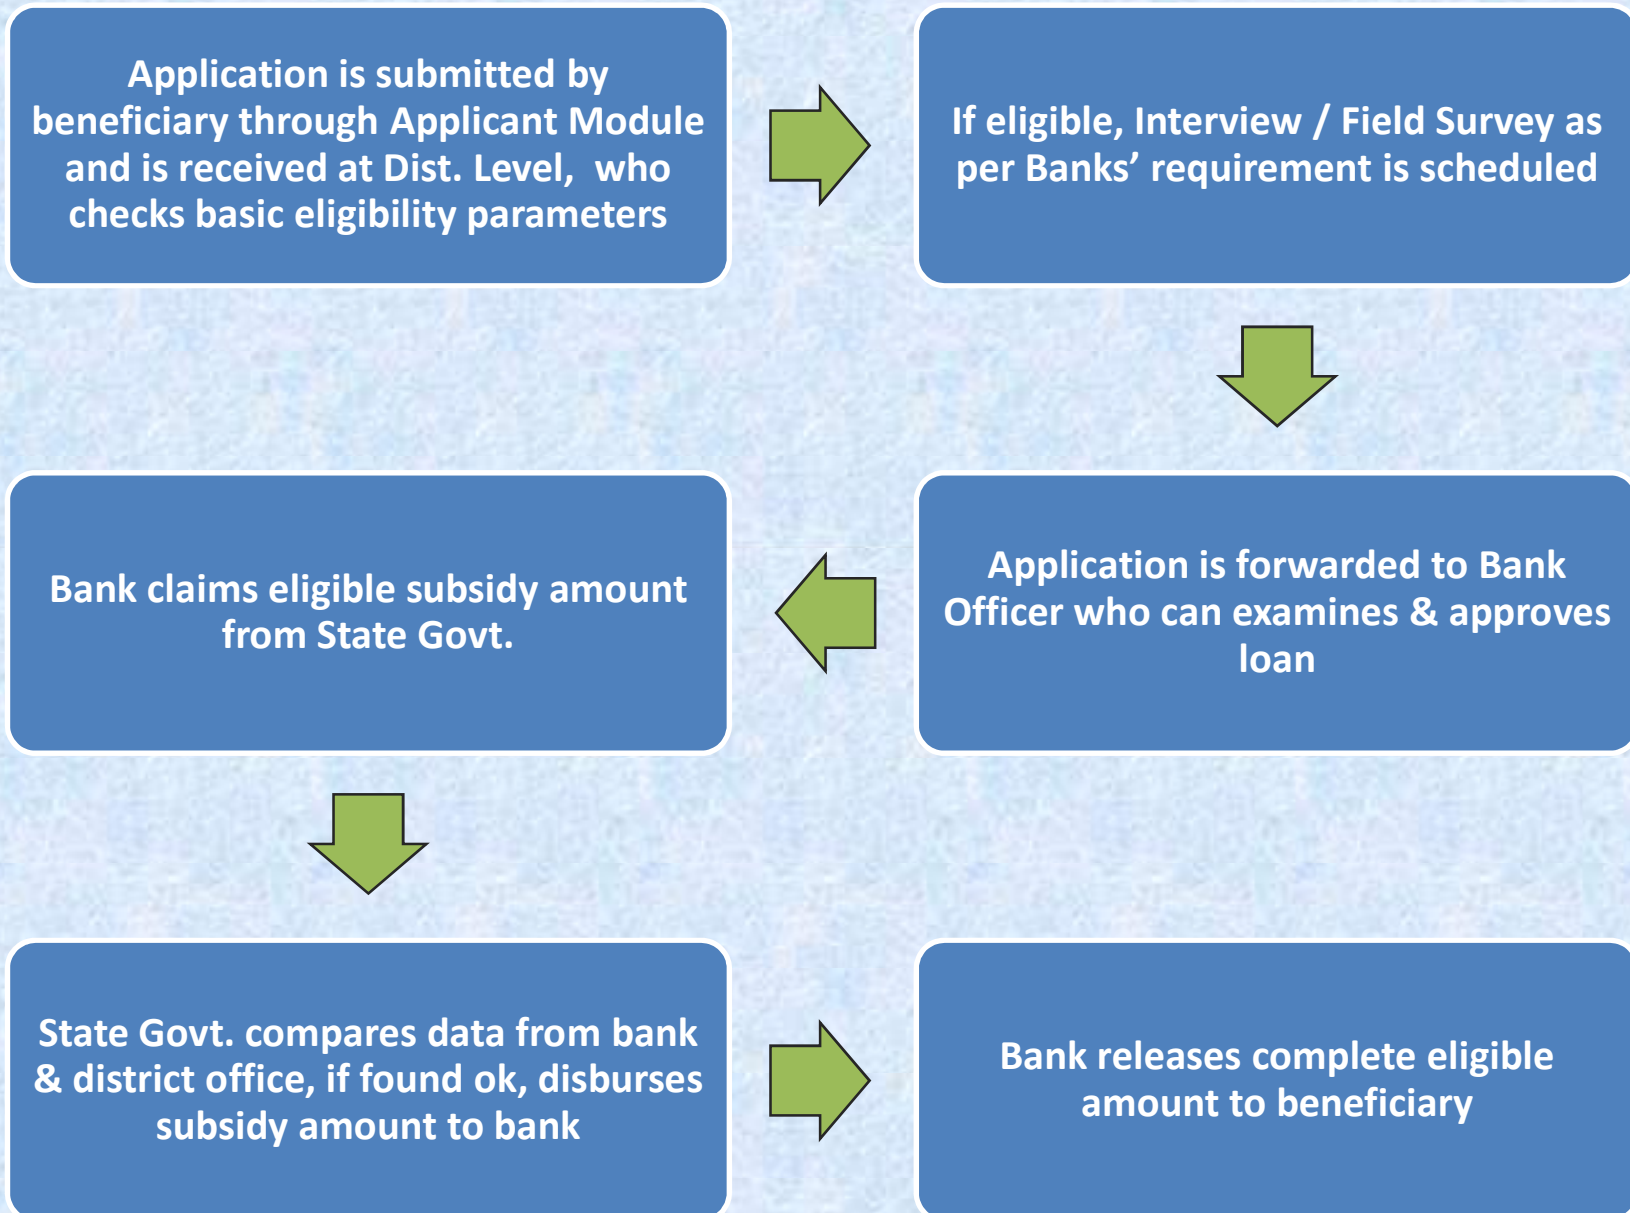 Application is submitted by
beneficiary through Applicant Module
and is received at Dist. Level,  who
checks basic eligibility parameters
If eligible, Interview / Field Survey as
per Banks’ requirement is scheduled
Application is forwarded to Bank
Officer who can examines & approves
loan
Bank claims eligible subsidy amount
from State Govt.
State Govt. compares data from bank
& district office, if found ok, disburses
subsidy amount to bank
Bank releases complete eligible
amount to beneficiary